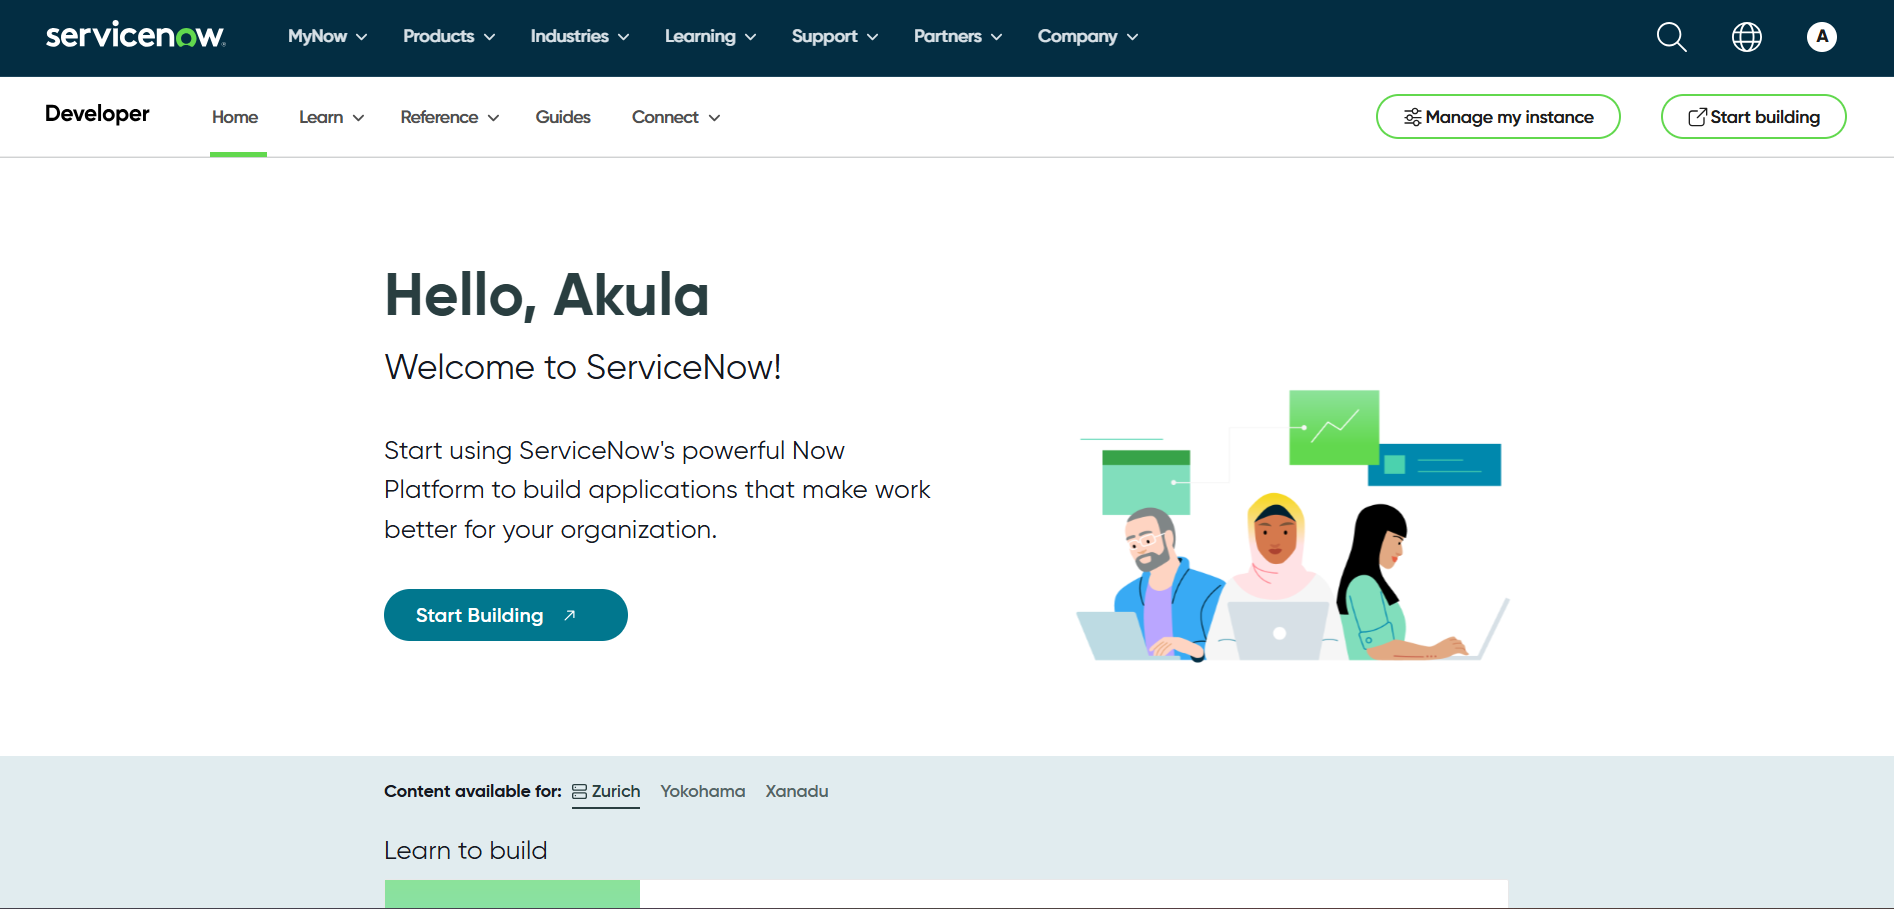 servicenow
MyNow Products Industries Learning Support Partners Company A
Developer Home Learn Reference Guides Connect Manage my instance Start building
Hello, Akula
Welcome to ServiceNow!
Start using ServiceNow's powerful Now
Platform to build applications that make work
better for your organization.
Start Building
Content available for: Zurich Yokohama Xanadu
Learn to build